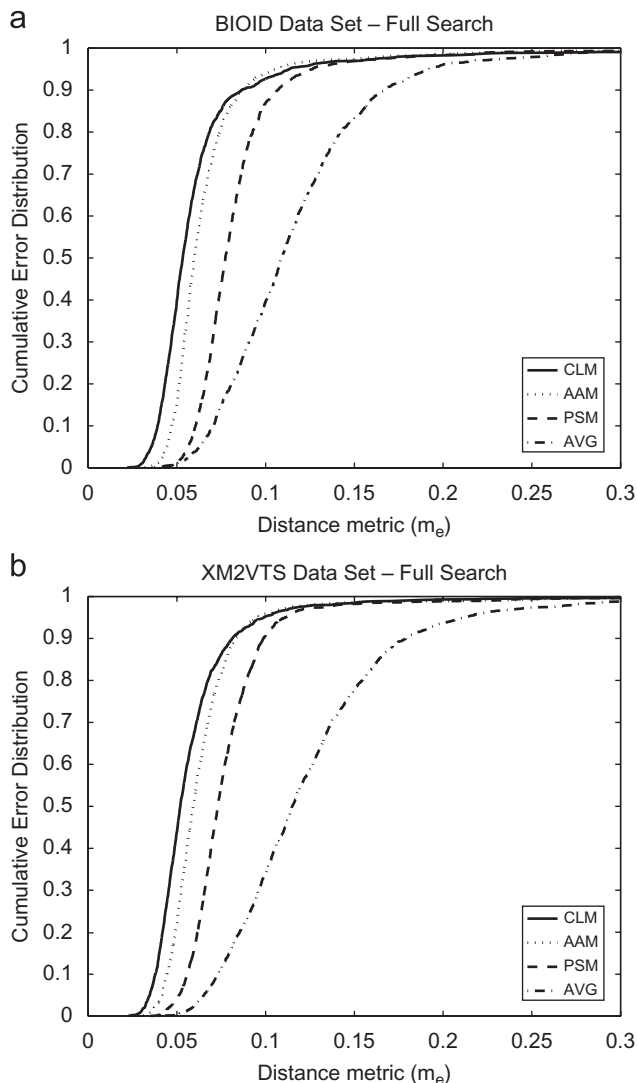 a
BIOID Data Set – Full Search
Cumulative Error Distribution
1
0.9
0.8
0.7
0.6
0.5
0.4
0.3
0.2
0.1
0
CLM
AAM
PSM
AVG
0 0.05 0.1 0.15 0.2 0.25 0.3
Distance metric (mₑ)
b
XM2VTS Data Set – Full Search
Cumulative Error Distribution
1
0.9
0.8
0.7
0.6
0.5
0.4
0.3
0.2
0.1
0
CLM
AAM
PSM
AVG
0 0.05 0.1 0.15 0.2 0.25 0.3
Distance metric (mₑ)